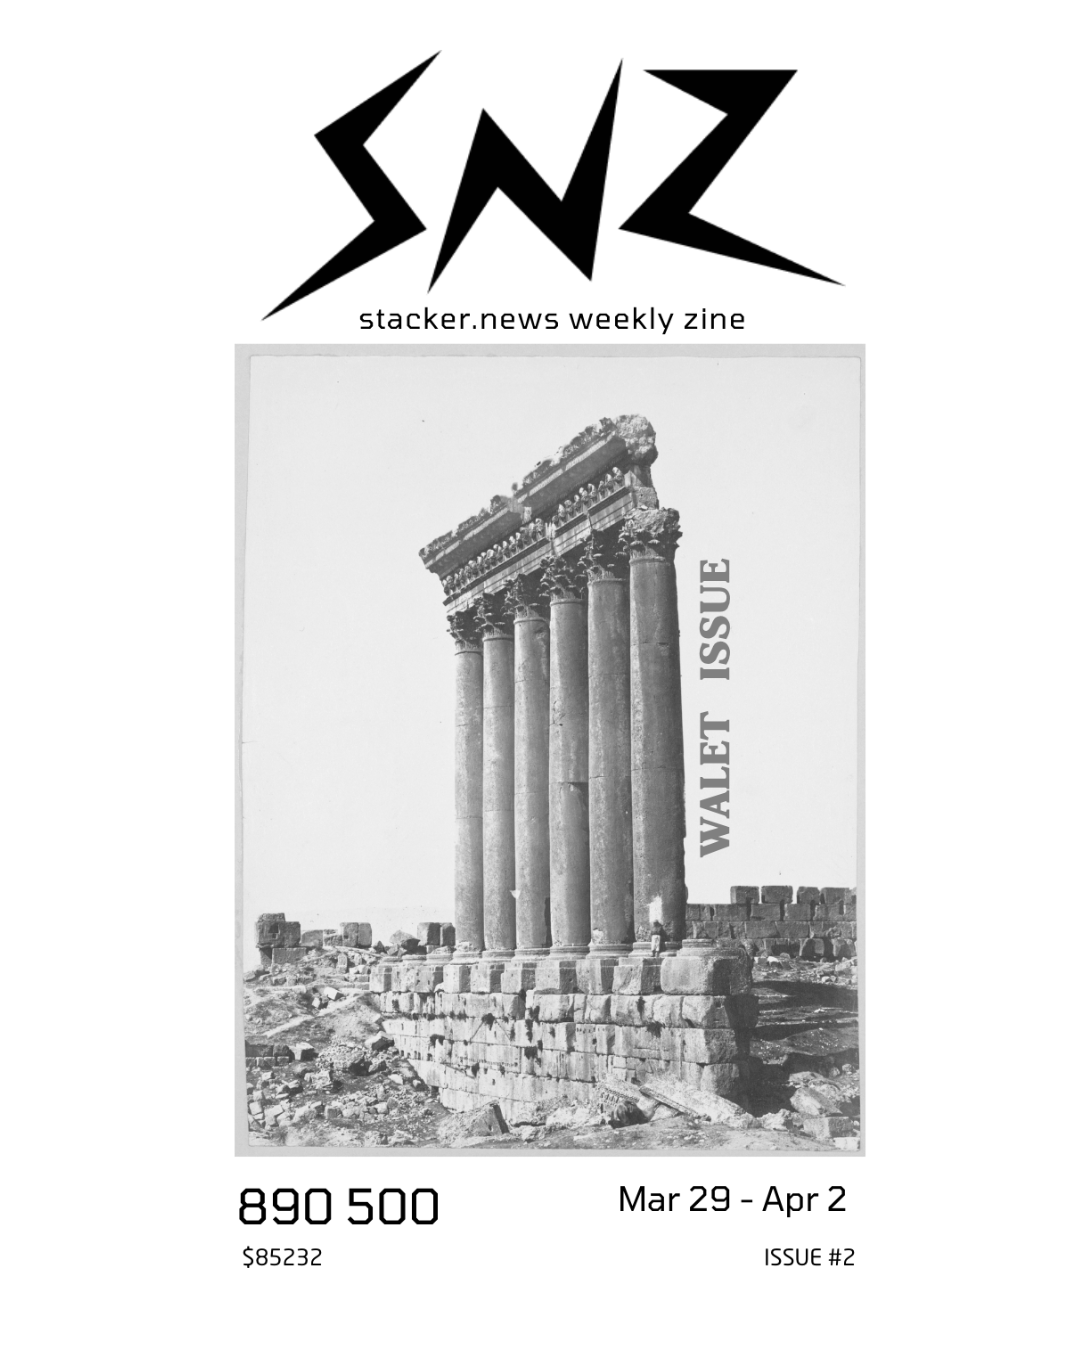 SNZ
stacker.news weekly zine
WALET ISSUE
890 500
Mar 29 - Apr 2
$85232
ISSUE #2